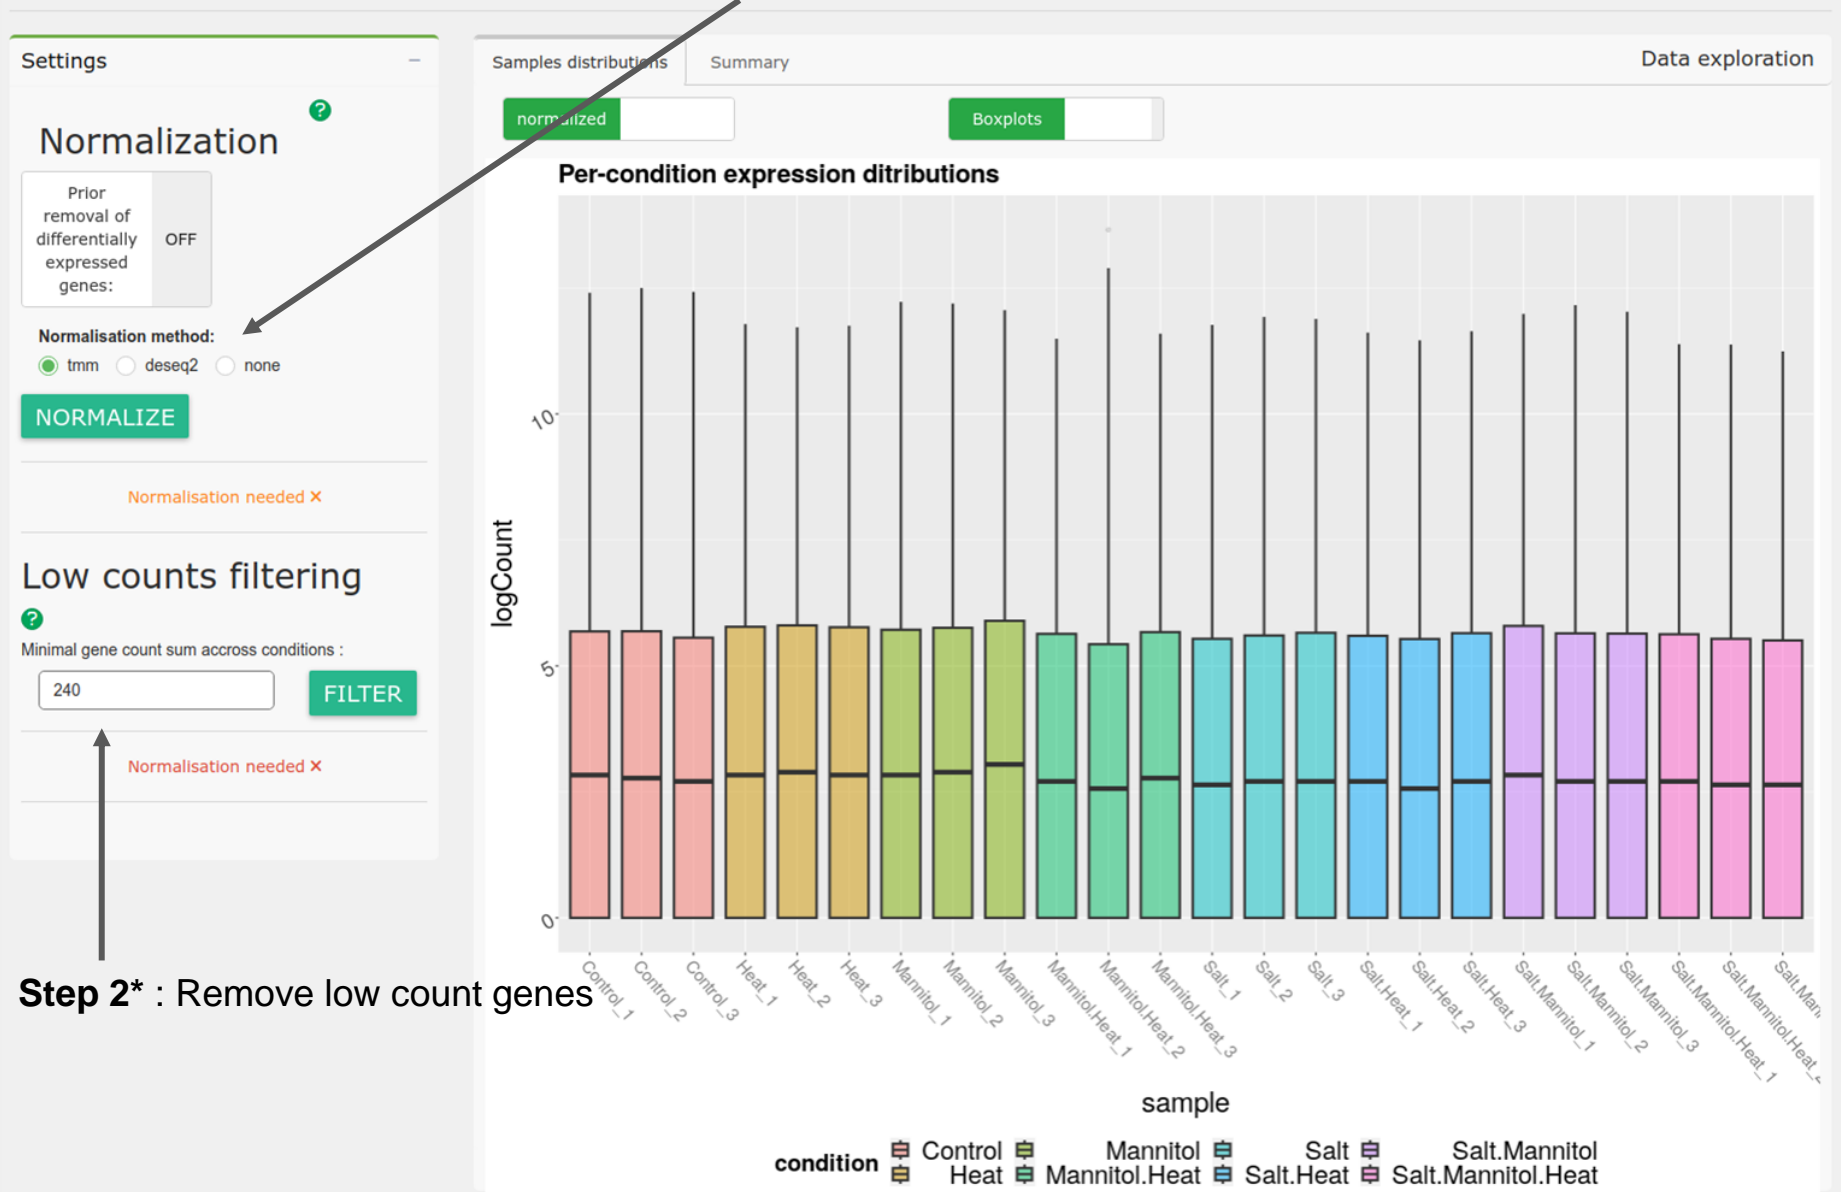 Settings
−
Normalization
?
Prior
removal of
differentially
expressed
genes:
OFF
Normalisation method:
tmm deseq2 none
NORMALIZE
Normalisation needed ×
Low counts filtering
?
Minimal gene count sum accross conditions :
240
FILTER
Normalisation needed ×
Step 2* : Remove low count genes
Samples distributions
Summary
Data exploration
normalized
Boxplots
Per-condition expression ditributions
logCount
10
5
0
Control_1
Control_2
Control_3
Heat_1
Heat_2
Heat_3
Mannitol_1
Mannitol_2
Mannitol_3
Mannitol.Heat_1
Mannitol.Heat_2
Mannitol.Heat_3
Salt_1
Salt_2
Salt_3
Salt.Heat_1
Salt.Heat_2
Salt.Heat_3
Salt.Mannitol_1
Salt.Mannitol_2
Salt.Mannitol_3
Salt.Mannitol.Heat_1
Salt.Mannitol.Heat_2
Salt.Man
sample
condition
Control Mannitol Salt Salt.Mannitol
Heat Mannitol.Heat Salt.Heat Salt.Mannitol.Heat